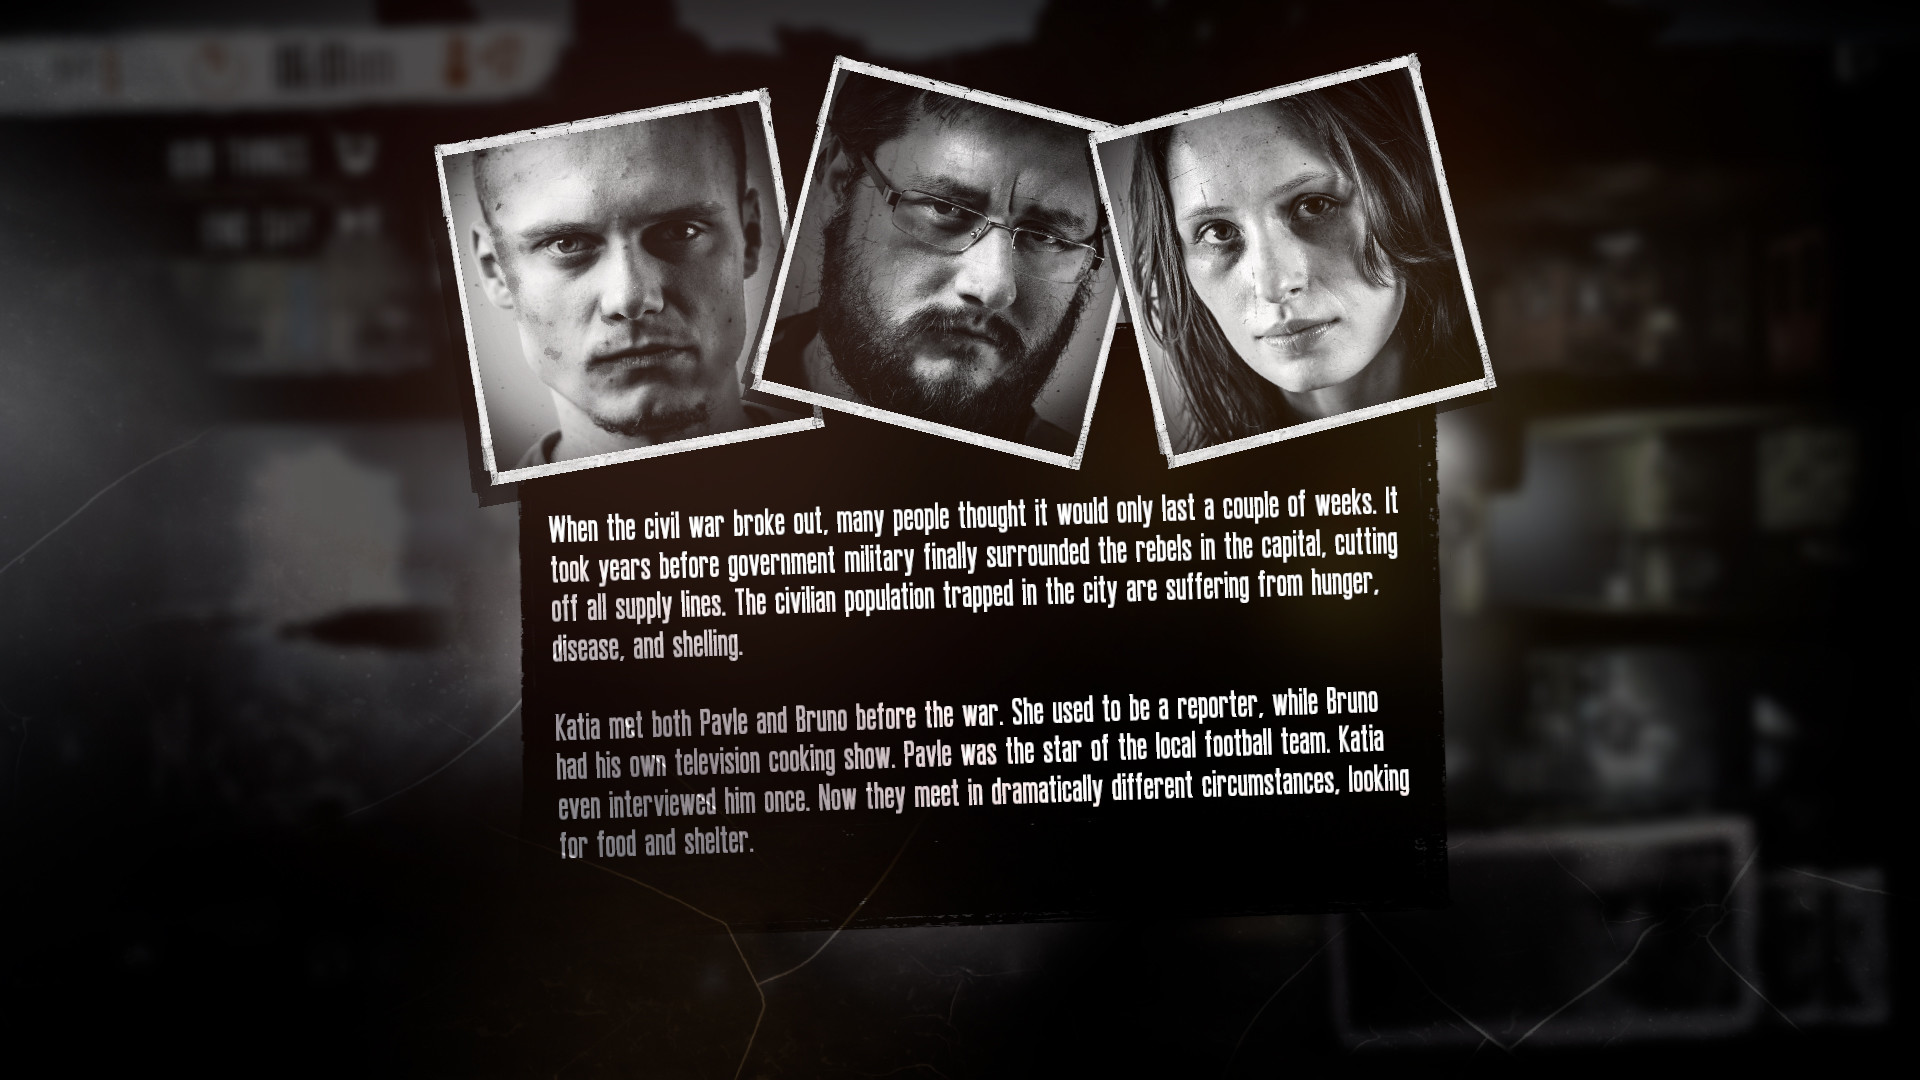 When the civil war broke out, many people thought it would only last a couple of weeks. It
took years before government military finally surrounded the rebels in the capital, cutting
off all supply lines. The civilian population trapped in the city are suffering from hunger,
disease, and shelling.
Katia met both Pavle and Bruno before the war. She used to be a reporter, while Bruno
had his own television cooking show. Pavle was the star of the local football team. Katia
even interviewed him once. Now they meet in dramatically different circumstances, looking
for food and shelter.